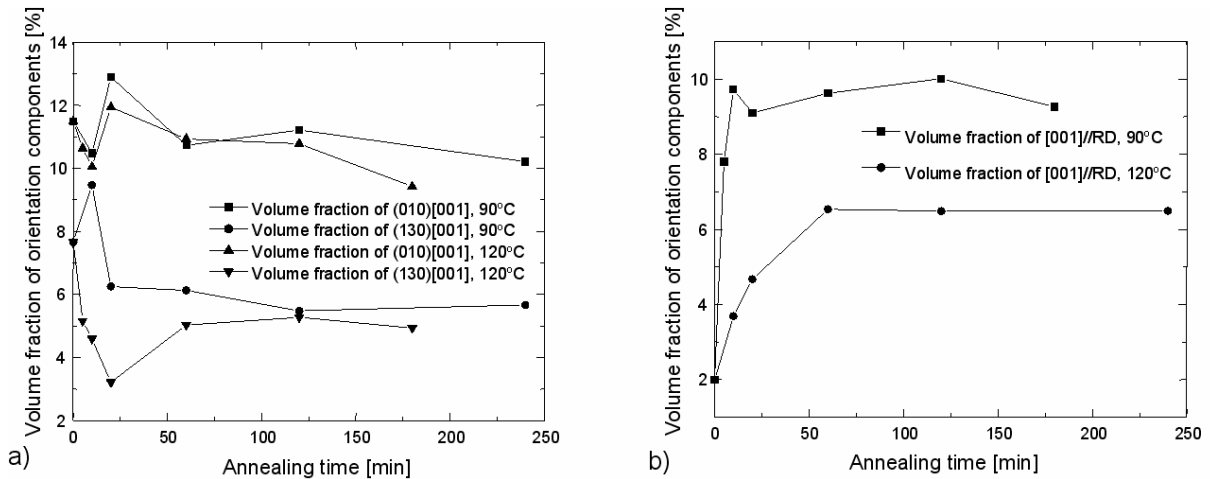 Volume fraction of orientation components [%]
14
12
10
8
6
4
2
Volume fraction of (010)[001], 90°C
Volume fraction of (130)[001], 90°C
Volume fraction of (010)[001], 120°C
Volume fraction of (130)[001], 120°C
0 50 100 150 200 250
Annealing time [min]
a)
Volume fraction of orientation components [%]
10
8
6
4
2
Volume fraction of [001]//RD, 90°C
Volume fraction of [001]//RD, 120°C
0 50 100 150 200 250
Annealing time [min]
b)